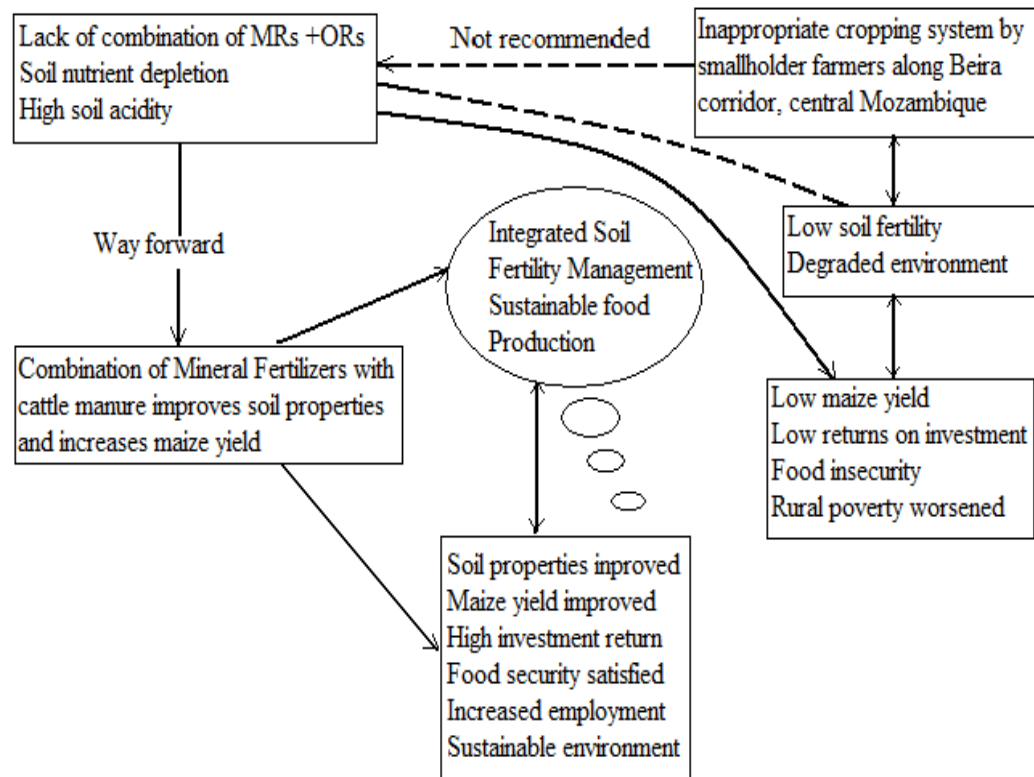 Lack of combination of MRs +ORs
Soil nutrient depletion
High soil acidity
Not recommended
Inappropriate cropping system by
smallholder farmers along Beira
corridor, central Mozambique
Way forward
Integrated Soil
Fertility Management
Sustainable food
Production
Low soil fertility
Degraded environment
Combination of Mineral Fertilizers with
cattle manure improves soil properties
and increases maize yield
Low maize yield
Low returns on investment
Food insecurity
Rural poverty worsened
Soil properties inproved
Maize yield improved
High investment return
Food security satisfied
Increased employment
Sustainable environment